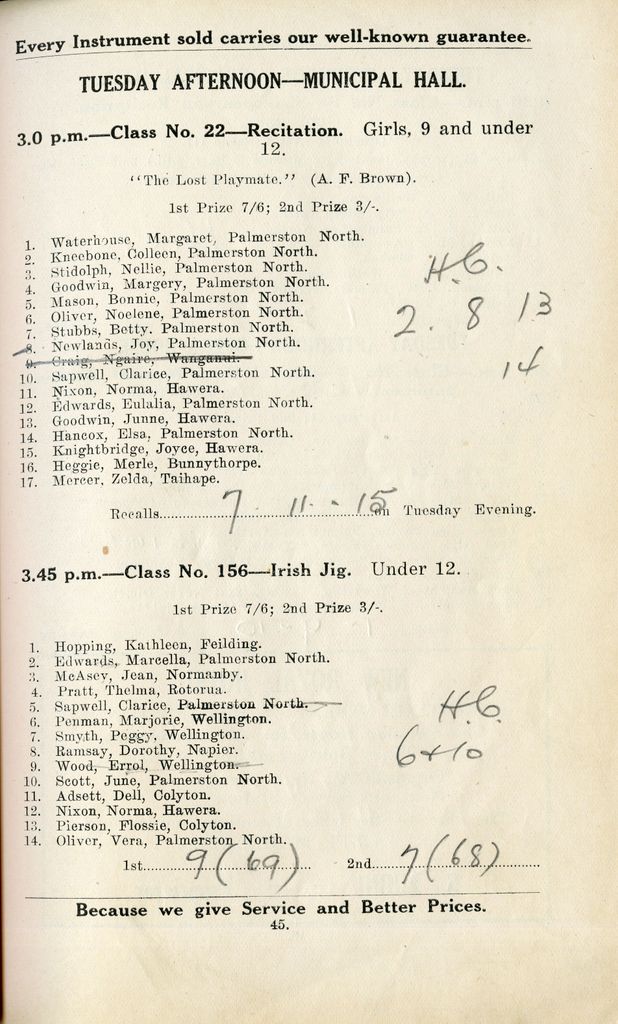 Every Instrument sold carries our well-known guarantee.
TUESDAY AFTERNOON—MUNICIPAL HALL.
3.0 p.m.—Class No. 22—Recitation. Girls, 9 and under
12.
"The Lost Playmate." (A. F. Brown).
1st Prize 7/6; 2nd Prize 3/-.
1. Waterhouse, Margaret, Palmerston North.
2. Kneebone, Colleen, Palmerston North.
3. Stidolph, Nellie, Palmerston North.
4. Goodwin, Margery, Palmerston North.
5. Mason, Bonnie, Palmerston North.
6. Oliver, Noelene, Palmerston North.
7. Stubbs, Betty. Palmerston North.
8. Newlands, Joy, Palmerston North.
9. Craig, Ngaire, Wanganui.
10. Sapwell, Clarice, Palmerston North.
11. Nixon, Norma, Hawera.
12. Edwards, Eulalia, Palmerston North.
13. Goodwin, Junne, Hawera.
14. Hancox, Elsa, Palmerston North.
15. Knightbridge, Joyce, Hawera.
16. Heggie, Merle, Bunnythorpe.
17. Mercer, Zelda, Taihape.
H.C.
2. 8 13
14
Recalls............7 . 11 . 15............on Tuesday Evening.
3.45 p.m.—Class No. 156—Irish Jig. Under 12.
1st Prize 7/6; 2nd Prize 3/-.
1. Hopping, Kathleen, Feilding.
2. Edwards, Marcella, Palmerston North.
3. McAsey, Jean, Normanby.
4. Pratt, Thelma, Rotorua.
5. Sapwell, Clarice, Palmerston North.
6. Penman, Marjorie, Wellington.
7. Smyth, Peggy, Wellington.
8. Ramsay, Dorothy, Napier.
9. Wood, Errol, Wellington.
10. Scott, June, Palmerston North.
11. Adsett, Dell, Colyton.
12. Nixon, Norma, Hawera.
13. Pierson, Flossie, Colyton.
14. Oliver, Vera, Palmerston North.
H.C.
6+10
1st......9 (69)...... 2nd......7 (68)......
Because we give Service and Better Prices.
45.